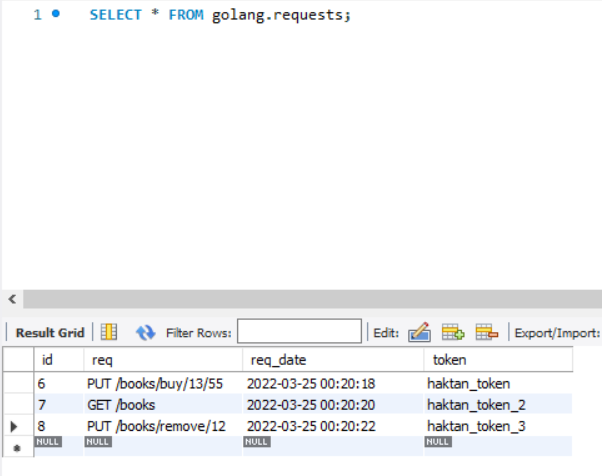 1 SELECT * FROM golang.requests;
Result Grid Filter Rows: Edit: Export/Import:
id req req_date token
6 PUT /books/buy/13/55 2022-03-25 00:20:18 haktan_token
7 GET /books 2022-03-25 00:20:20 haktan_token_2
8 PUT /books/remove/12 2022-03-25 00:20:22 haktan_token_3
NULL NULL NULL NULL